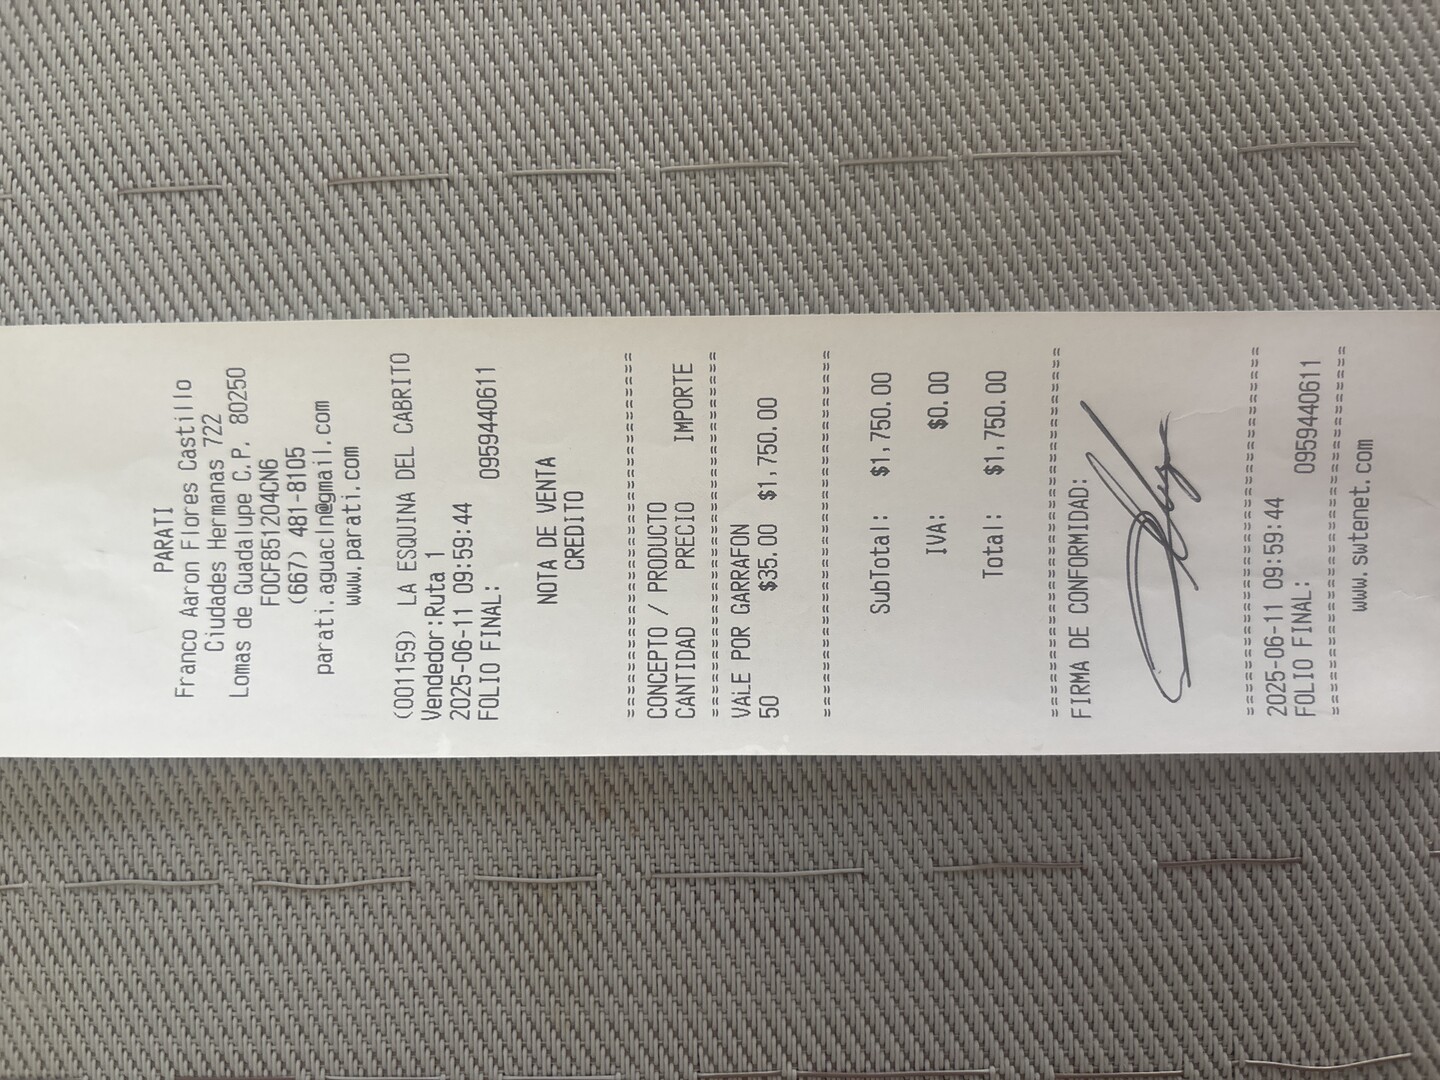 PARATI
Franco Aaron Flores Castillo
Ciudades Hermanas 722
Lomas de Guadalupe C.P. 80250
FOCF851204CN6
(667) 481-8105
parati.aguacln@gmail.com
www.parati.com
(001159) LA ESQUINA DEL CABRITO
Vendedor:Ruta 1
2025-06-11 09:59:44
FOLIO FINAL: 0959440611
NOTA DE VENTA
CREDITO
================================
CONCEPTO / PRODUCTO
CANTIDAD PRECIO IMPORTE
================================
VALE POR GARRAFON
50 $35.00 $1,750.00
================================
SubTotal: $1,750.00
IVA: $0.00
Total: $1,750.00
================================
FIRMA DE CONFORMIDAD:
================================
2025-06-11 09:59:44
FOLIO FINAL: 0959440611
================================
www.swtenet.com